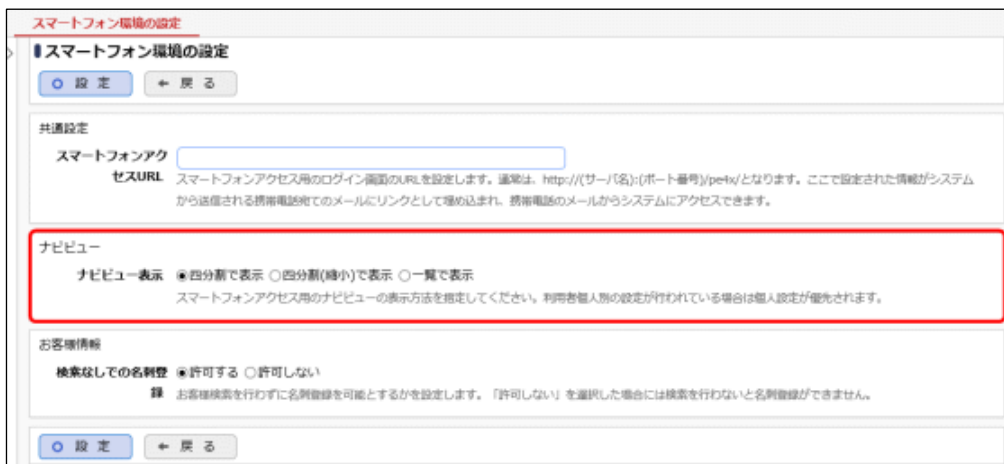 スマートフォン環境の設定
スマートフォン環境の設定
設 定 戻 る
共通設定
スマートフォンアク
セスURL スマートフォンアクセス用のログイン画面のURLを設定します。通常は、http://(サーバ名):(ポート番号)/pe4x/となります。ここで設定された情報がシステム
から送信される携帯電話宛てのメールにリンクとして埋め込まれ、携帯電話のメールからシステムにアクセスできます。
ナビビュー
ナビビュー表示 四分割で表示 四分割(縮小)で表示 一覧で表示
スマートフォンアクセス用のナビビューの表示方法を指定してください。利用者個人別の設定が行われている場合は個人設定が優先されます。
お客様情報
検索なしでの名刺登 許可する 許可しない
録 お客様検索を行わずに名刺登録を可能とするかを設定します。「許可しない」を選択した場合には検索を行わないと名刺登録ができません。
設 定 戻 る